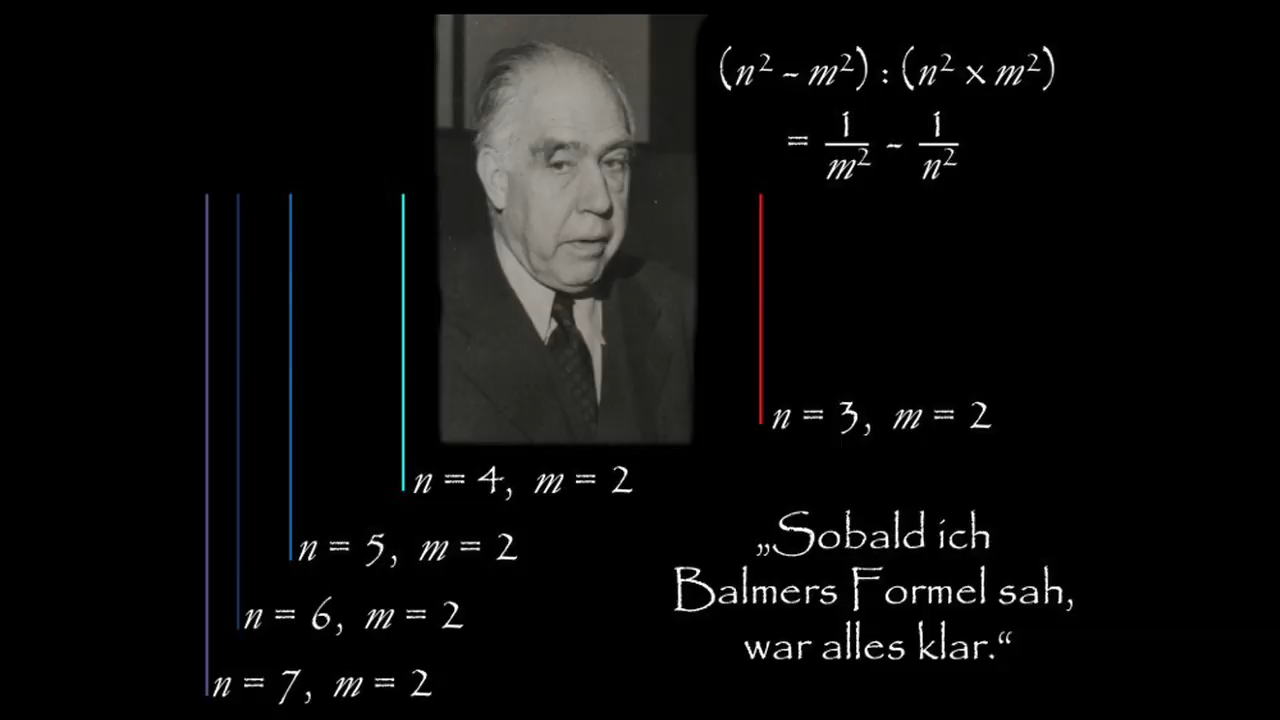 (n² - m²) : (n² x m²)
= 1/m² - 1/n²
n = 3, m = 2
n = 4, m = 2
n = 5, m = 2
n = 6, m = 2
n = 7, m = 2
„Sobald ich
Balmers Formel sah,
war alles klar.“